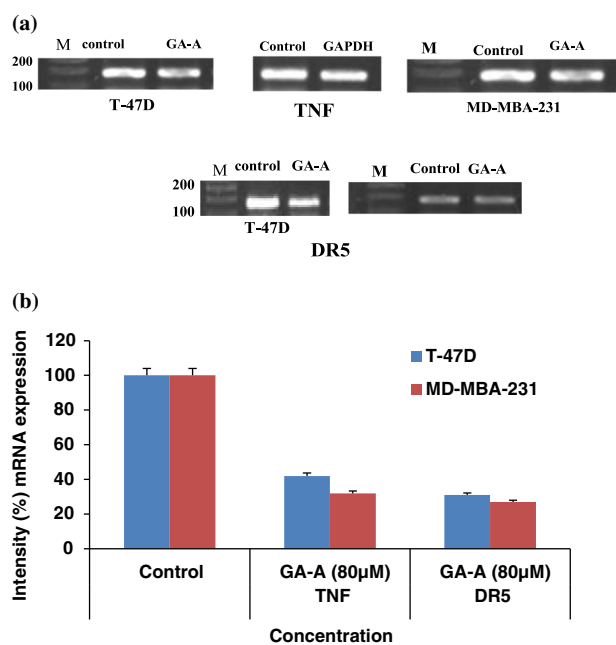 (a)
M control GA-A
200
100
T-47D
Control GAPDH
TNF
M Control GA-A
MD-MBA-231
M control GA-A
200
100
T-47D
M Control GA-A
DR5
(b)
Intensity (%) mRNA expression
120
100
80
60
40
20
0
T-47D
MD-MBA-231
Control
GA-A (80µM)
TNF
GA-A (80µM)
DR5
Concentration